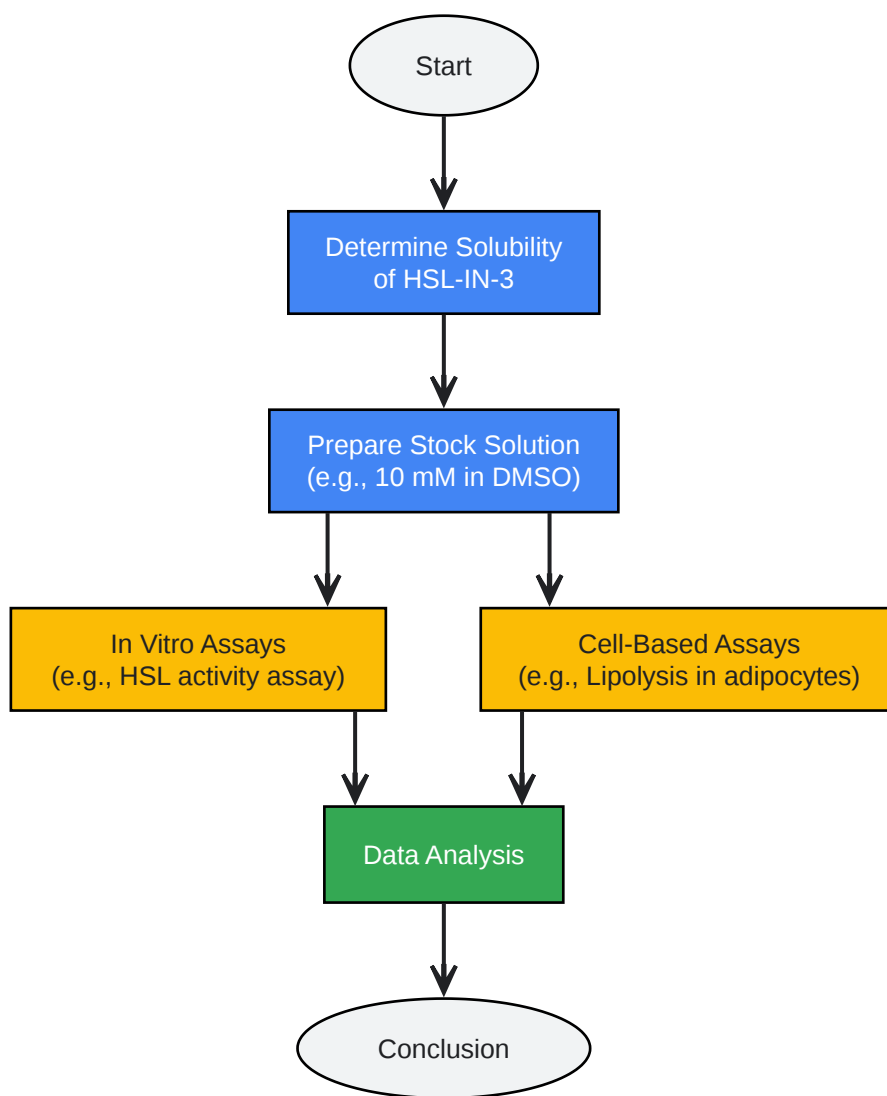 Start
Determine Solubility
of HSL-IN-3
Prepare Stock Solution
(e.g., 10 mM in DMSO)
In Vitro Assays
(e.g., HSL activity assay)
Cell-Based Assays
(e.g., Lipolysis in adipocytes)
Data Analysis
Conclusion